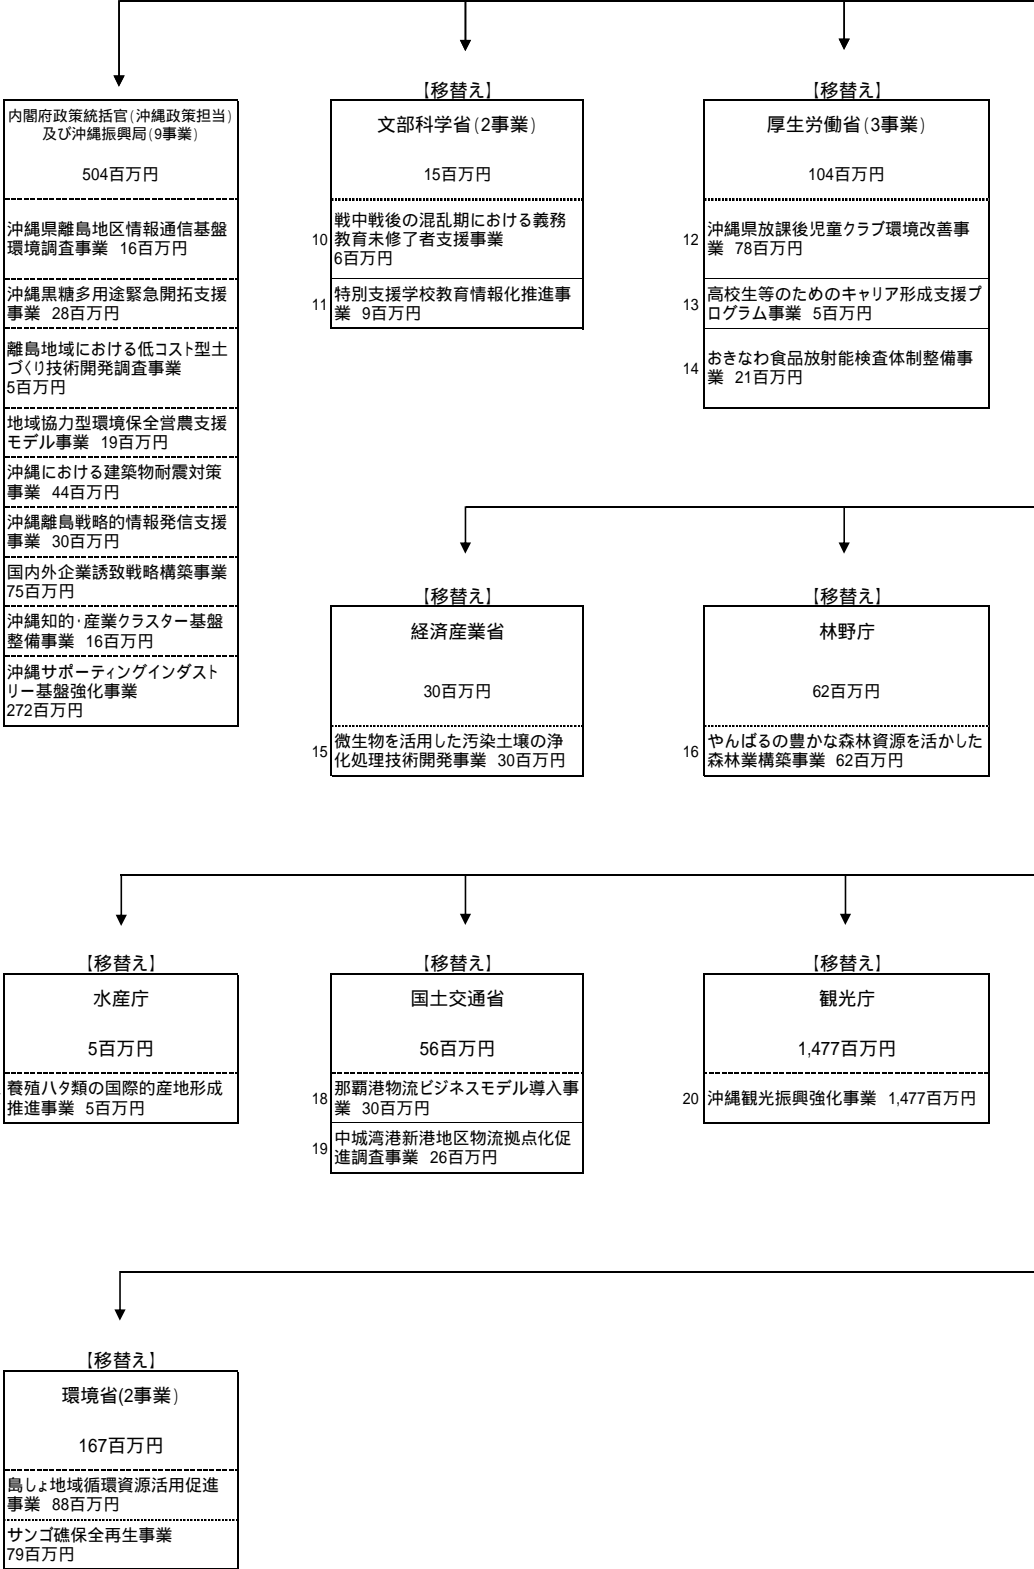 内閣府政策統括官(沖縄政策担当)
及び沖縄振興局(9事業)
504百万円
沖縄県離島地区情報通信基盤
環境調査事業 16百万円
沖縄黒糖多用途緊急開拓支援
事業 28百万円
離島地域における低コスト型土
づくり技術開発調査事業
5百万円
地域協力型環境保全営農支援
モデル事業 19百万円
沖縄における建築物耐震対策
事業 44百万円
沖縄離島戦略的情報発信支援
事業 30百万円
国内外企業誘致戦略構築事業
75百万円
沖縄知的・産業クラスター基盤
整備事業 16百万円
沖縄サポーティングインダスト
リー基盤強化事業
272百万円
【移替え】
文部科学省(2事業)
15百万円
10 戦中戦後の混乱期における義務
教育未修了者支援事業
6百万円
11 特別支援学校教育情報化推進事
業 9百万円
【移替え】
厚生労働省(3事業)
104百万円
12 沖縄県放課後児童クラブ環境改善事
業 78百万円
13 高校生等のためのキャリア形成支援プ
ログラム事業 5百万円
14 おきなわ食品放射能検査体制整備事
業 21百万円
【移替え】
経済産業省
30百万円
15 微生物を活用した汚染土壌の浄
化処理技術開発事業 30百万円
【移替え】
林野庁
62百万円
16 やんばるの豊かな森林資源を活かした
森林業構築事業 62百万円
【移替え】
水産庁
5百万円
養殖ハタ類の国際的産地形成
推進事業 5百万円
【移替え】
国土交通省
56百万円
18 那覇港物流ビジネスモデル導入事
業 30百万円
19 中城湾港新港地区物流拠点化促
進調査事業 26百万円
【移替え】
観光庁
1,477百万円
20 沖縄観光振興強化事業 1,477百万円
【移替え】
環境省(2事業)
167百万円
島しょ地域循環資源活用促進
事業 88百万円
サンゴ礁保全再生事業
79百万円